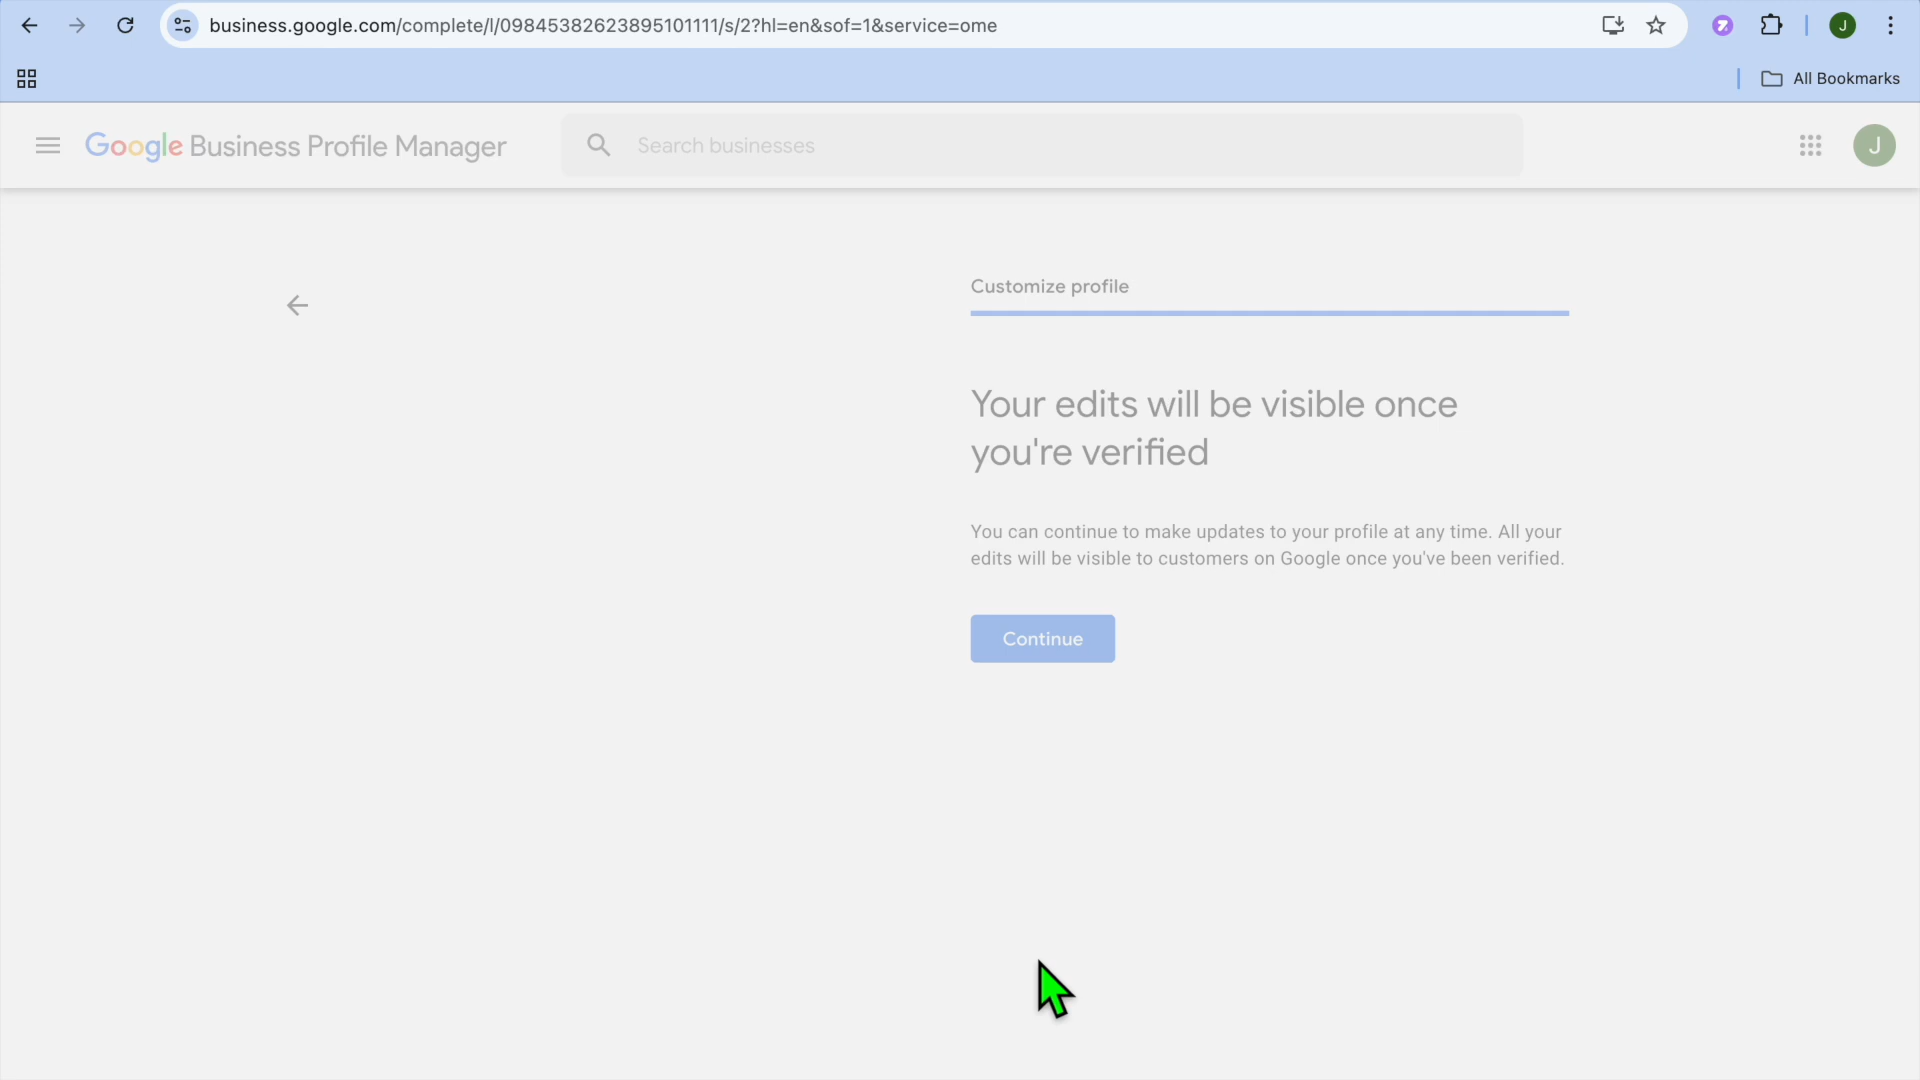 business.google.com/complete/l/09845382623895101111/s/2?hl=en&sof=1&service=ome
J
All Bookmarks
Google Business Profile Manager
Search businesses
J
Customize profile
Your edits will be visible once
you're verified
You can continue to make updates to your profile at any time. All your
edits will be visible to customers on Google once you've been verified.
Continue